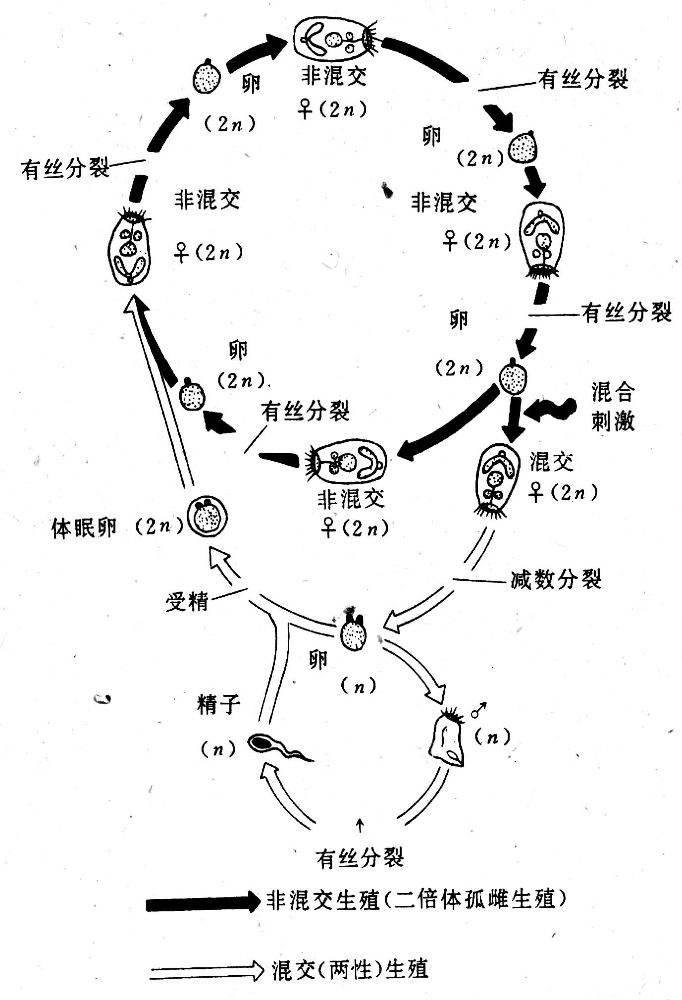 非混交
♀(2n)
卵
(2n)
有丝分裂
卵
(2n)
有丝分裂
非混交
♀(2n)
非混交
♀(2n)
卵
(2n)
有丝分裂
卵
(2n).
有丝分裂
混合
刺激
混交
♀(2n)
非混交
♀(2n)
体眠卵 (2n)
减数分裂
受精
卵
(n)
精子
(n)
♂
(n)
有丝分裂
非混交生殖(二倍体孤雌生殖)
混交(两性)生殖